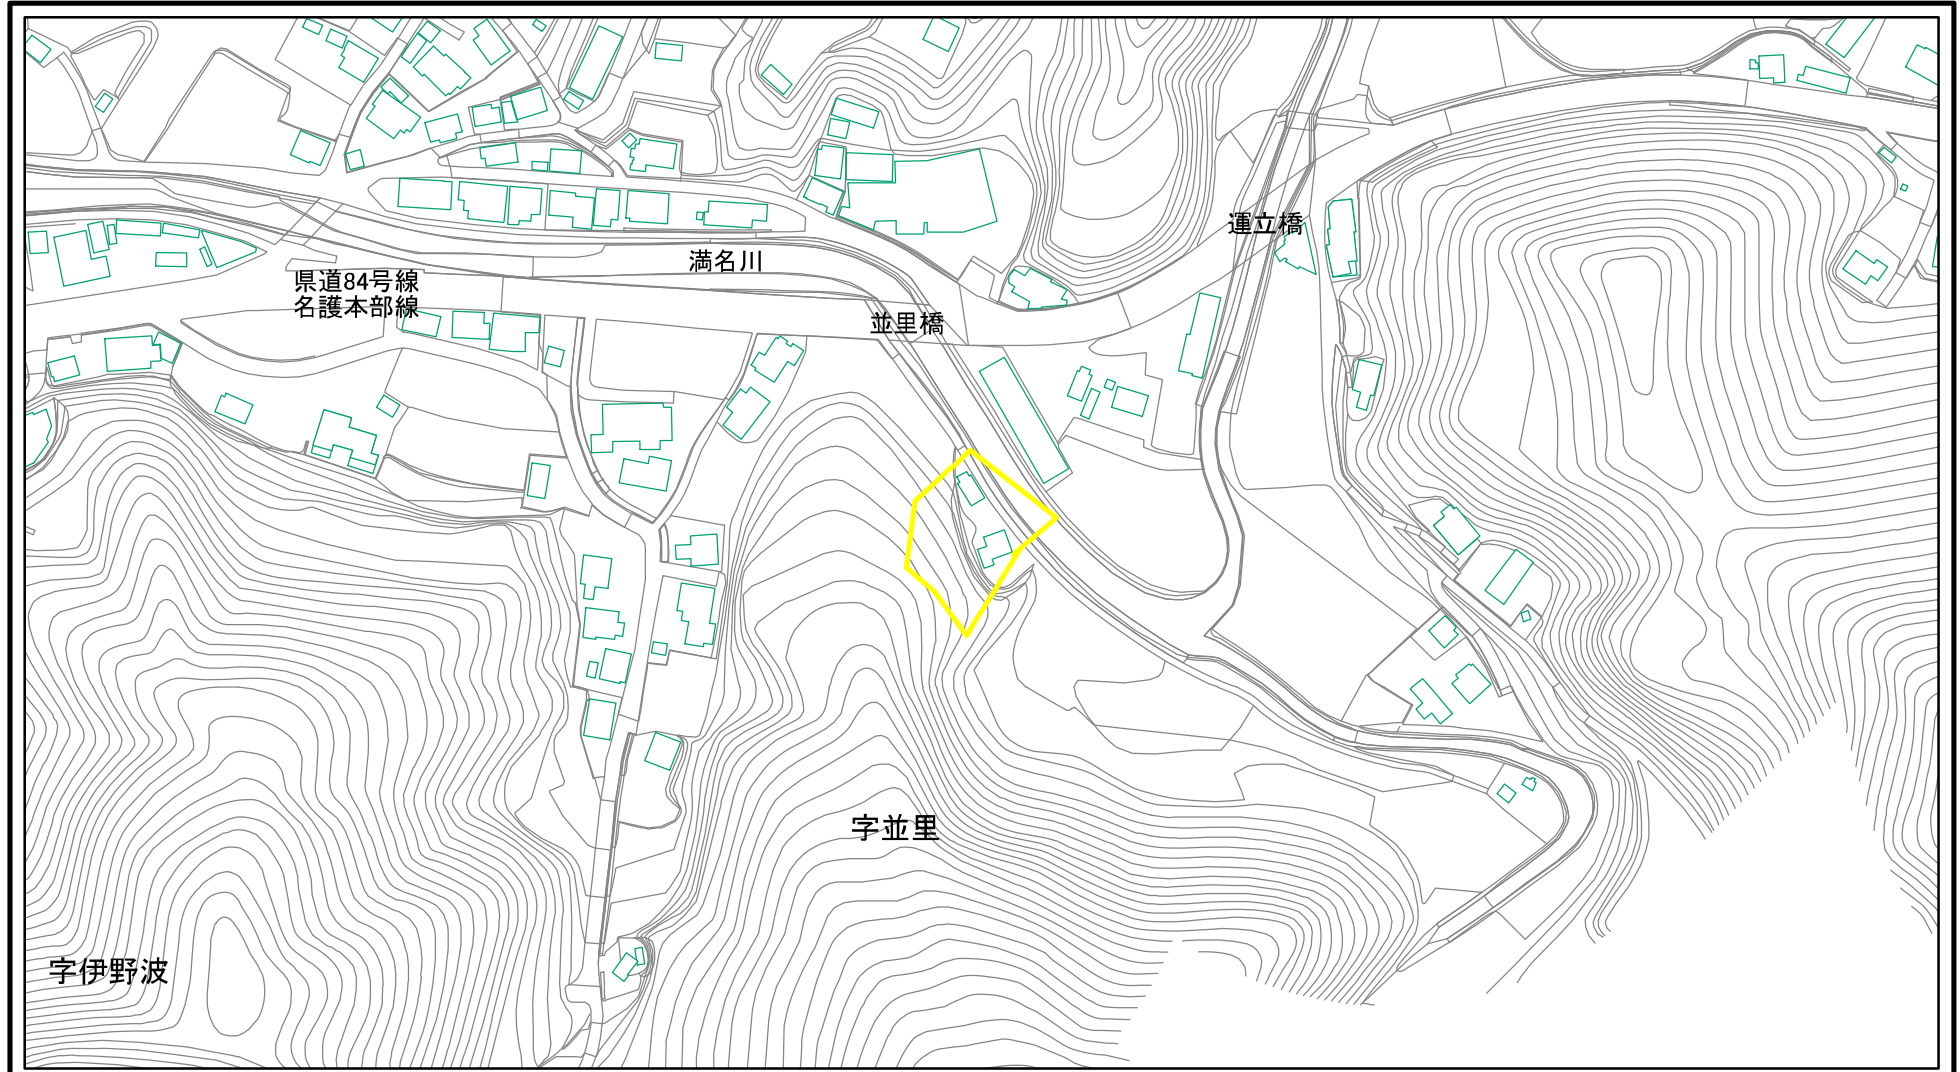 運立橋
満名川
県道84号線
名護本部線
並里橋
字並里
字伊野波